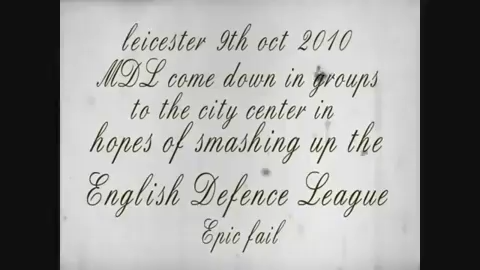 leicester 9th oct 2010
MDL come down in groups
to the city center in
hopes of smashing up the
English Defence League
Epic fail